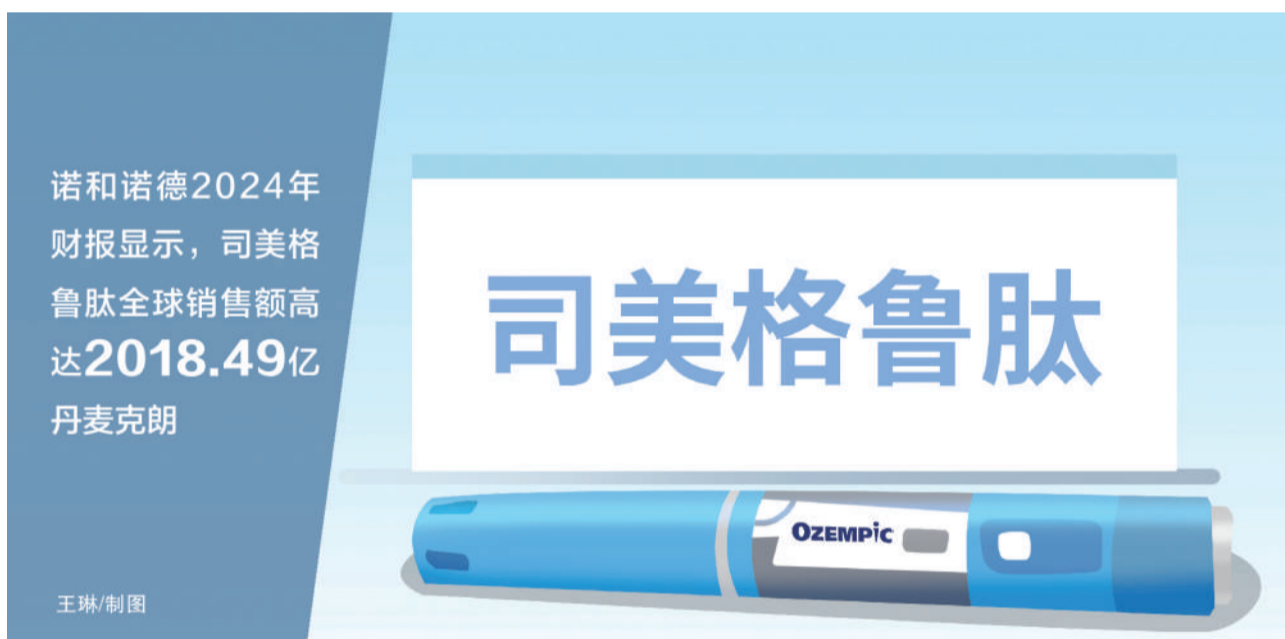 诺和诺德2024年
财报显示，司美格
鲁肽全球销售额高
达2018.49亿
丹麦克朗
司美格鲁肽
OZEMPIC
王琳/制图